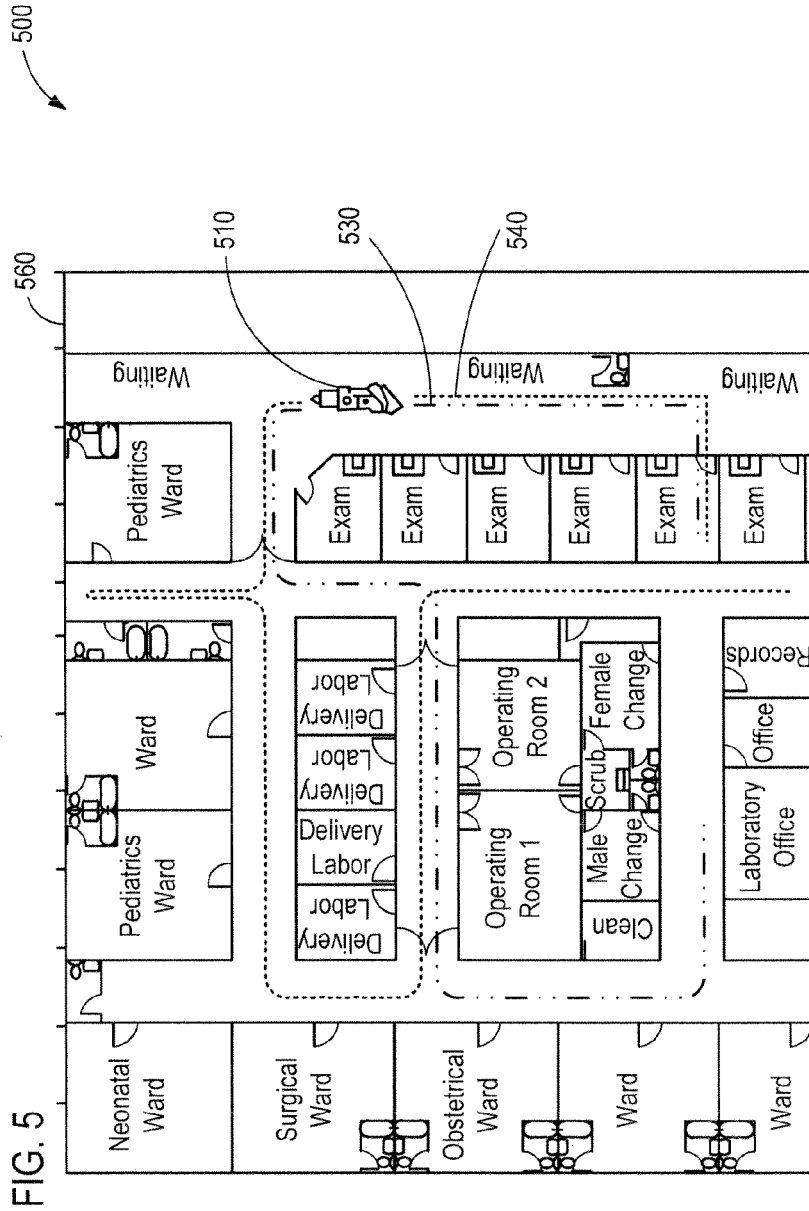 FIG. 5
500
560
510
530
540
Neonatal
Ward
Pediatrics
Ward
Ward
Pediatrics
Ward
Waiting
Surgical
Ward
Labor
Delivery
Delivery
Labor
Labor
Delivery
Labor
Delivery
Exam
Exam
Exam
Exam
Exam
Exam
Waiting
Obstetrical
Ward
Operating
Room 1
Operating
Room 2
Ward
Clean
Male
Change
Scrub
Female
Change
Ward
Laboratory
Office
Office
Records
Waiting